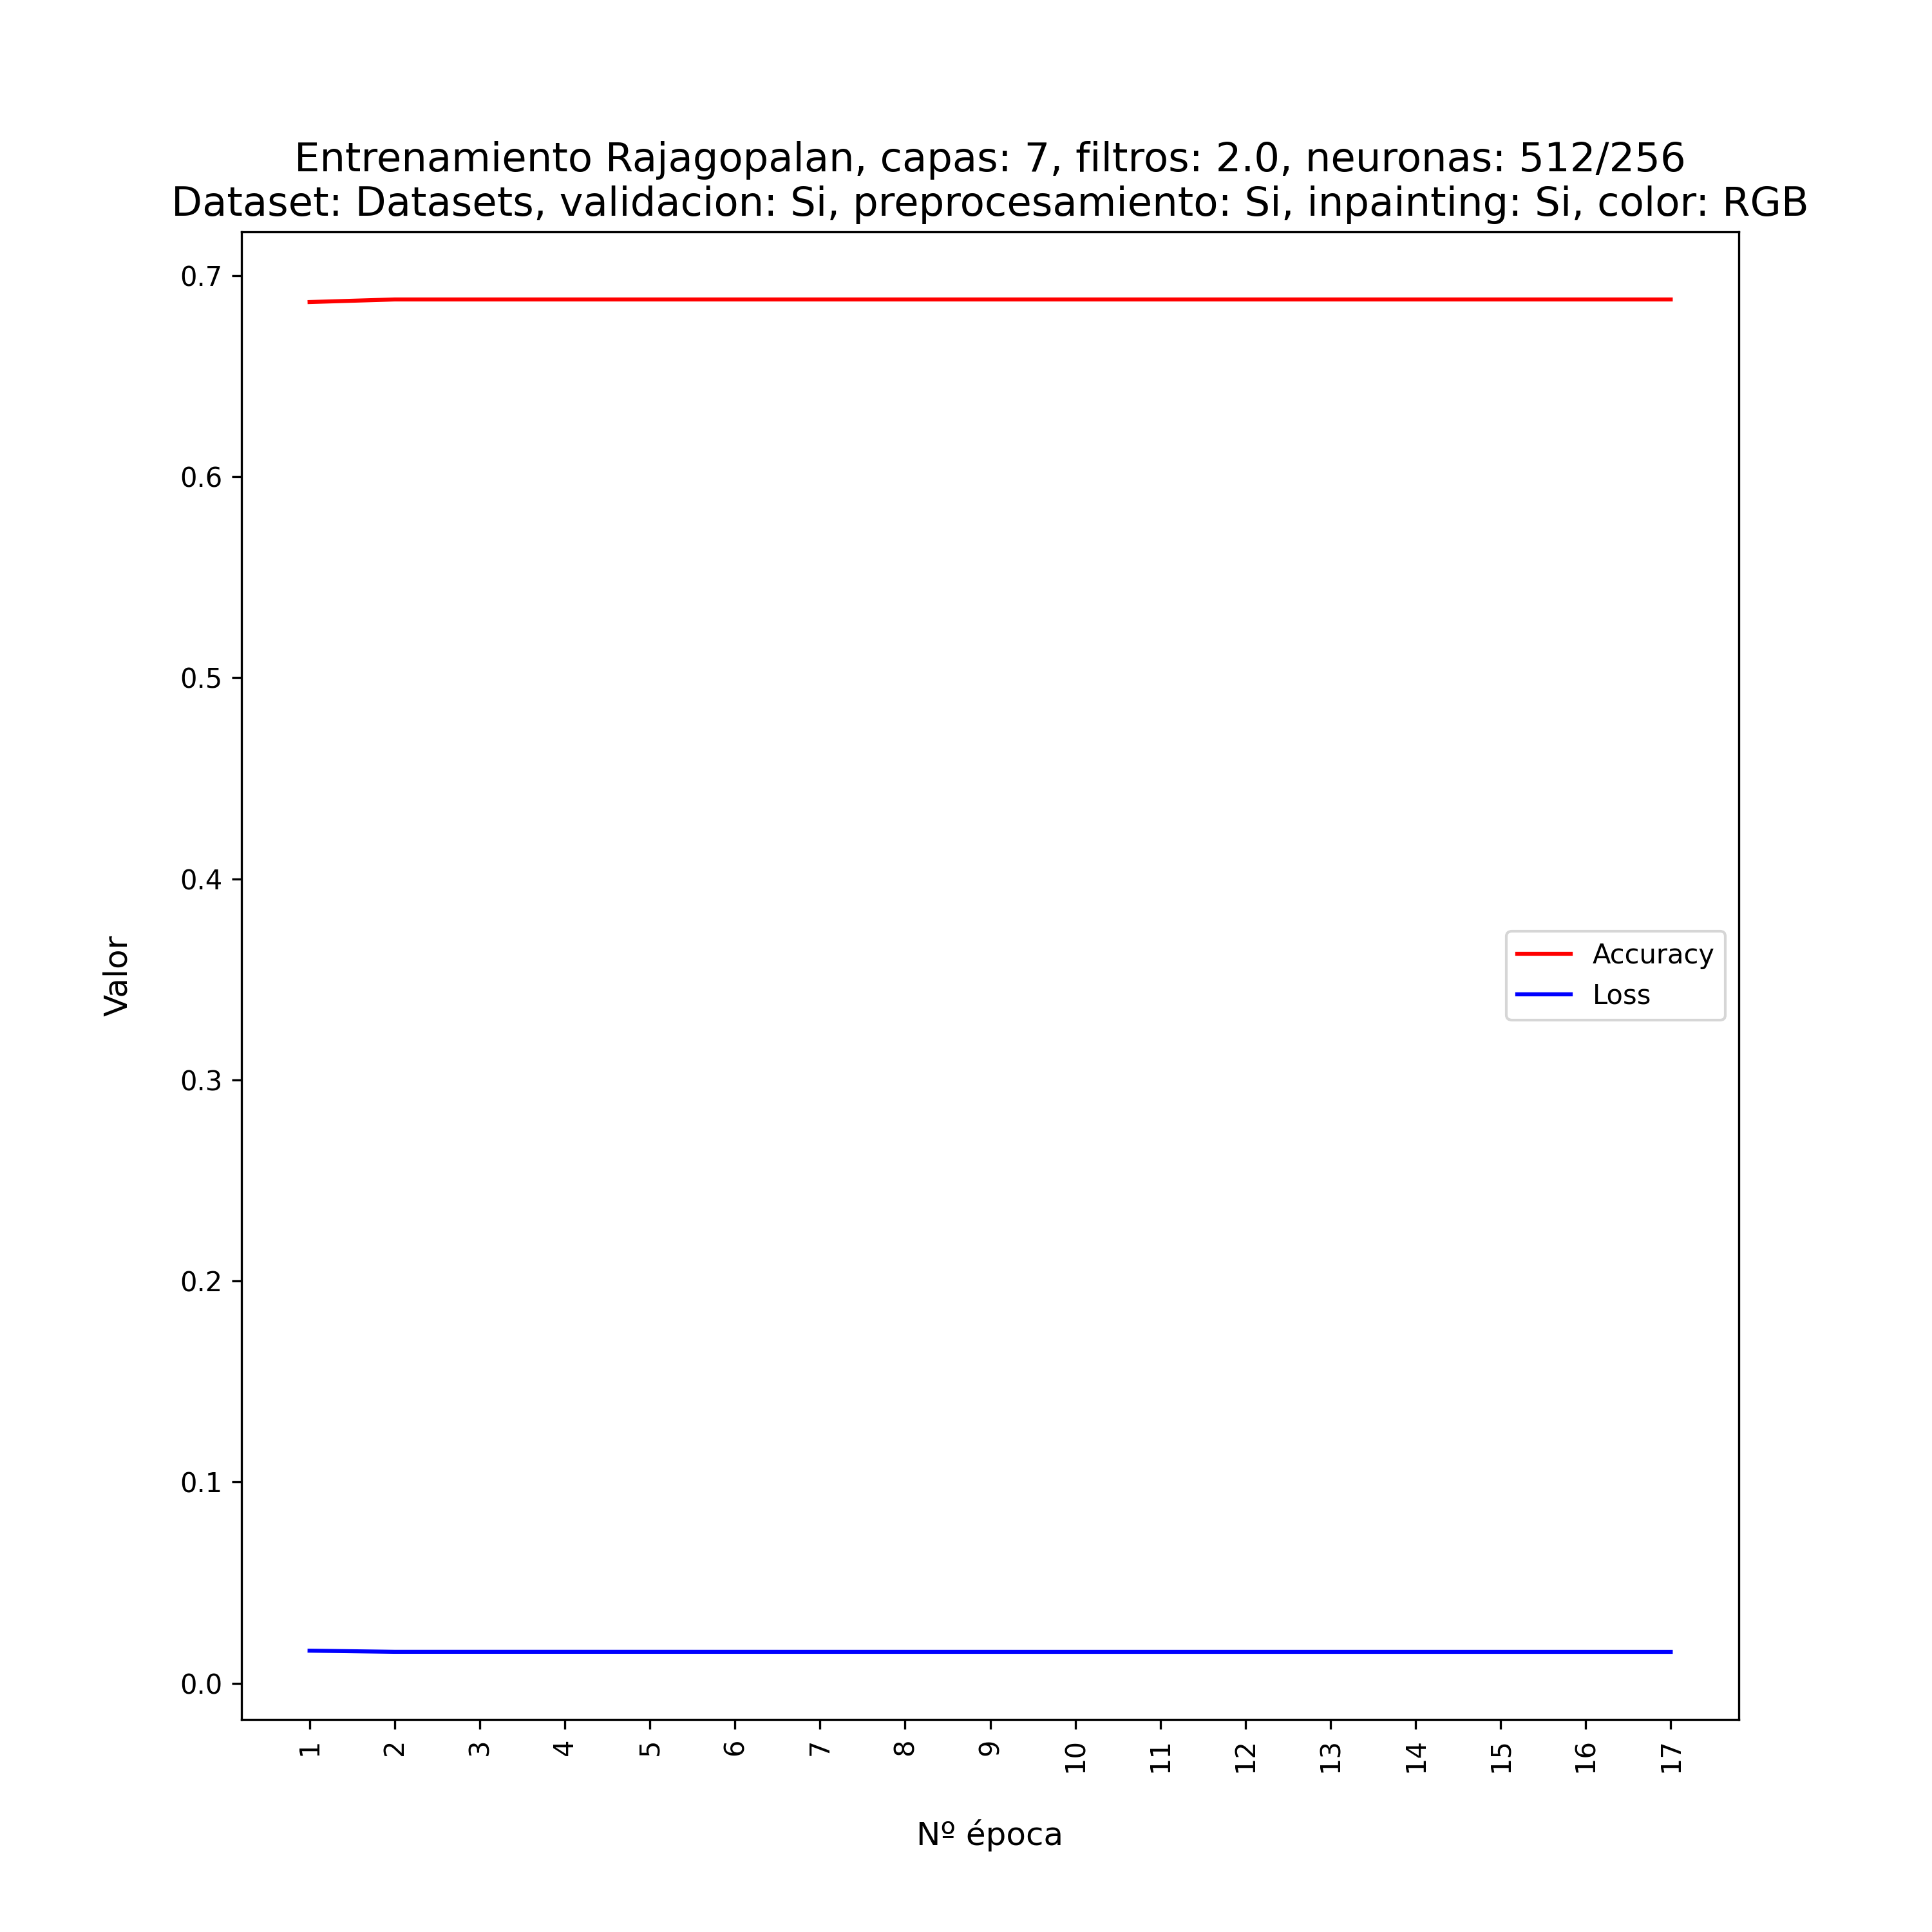 Entrenamiento Rajagopalan, capas: 7, filtros: 2.0, neuronas: 512/256
Dataset: Datasets, validacion: Si, preprocesamiento: Si, inpainting: Si, color: RGB
0.7
0.6
0.5
0.4
0.3
0.2
0.1
0.0
Valor
Accuracy
Loss
1 2 3 4 5 6 7 8 9 10 11 12 13 14 15 16 17
Nº época